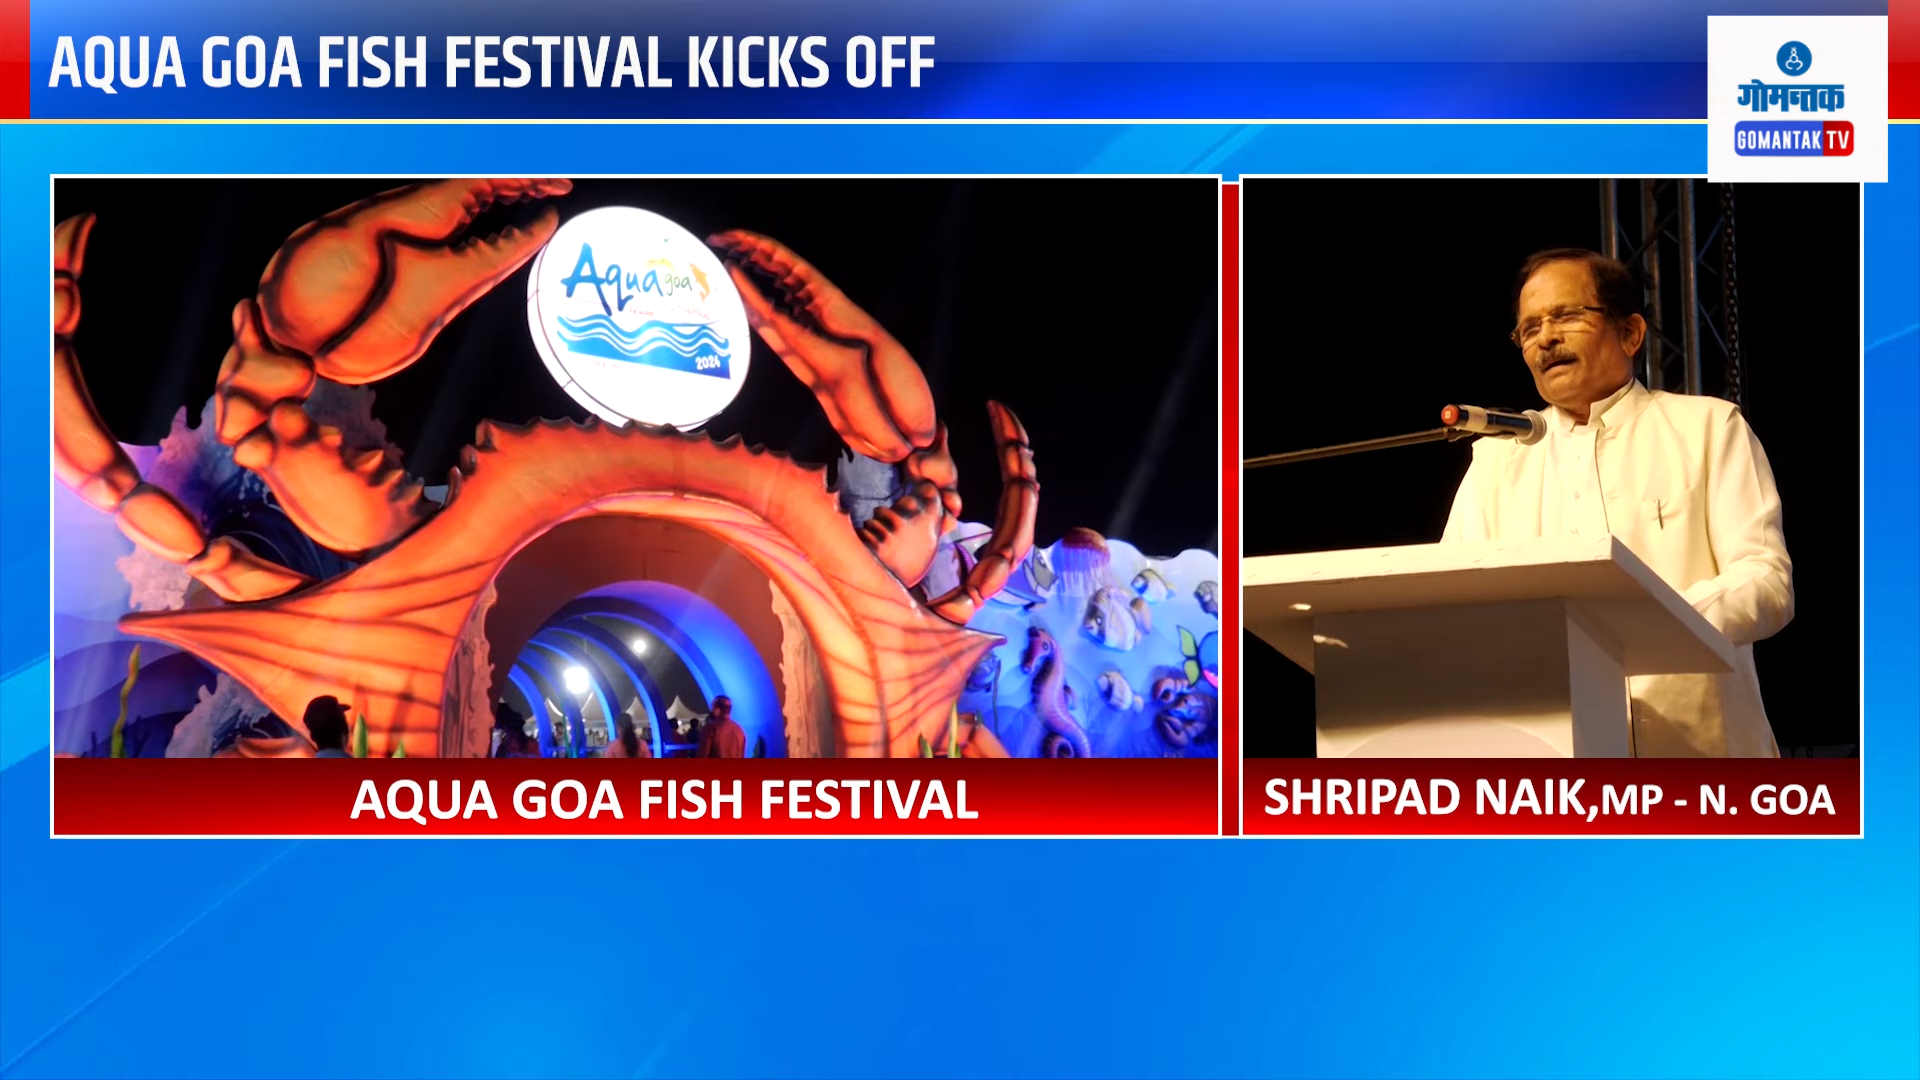 AQUA GOA FISH FESTIVAL KICKS OFF
गोमन्तक
GOMANTAK TV
Aqua goa
2024
AQUA GOA FISH FESTIVAL
SHRIPAD NAIK,MP - N. GOA